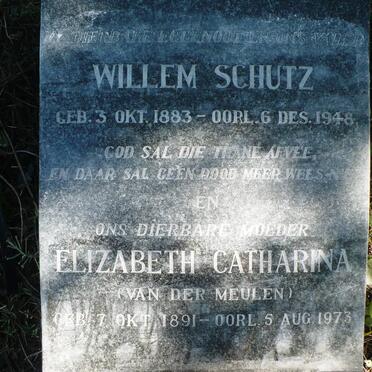 WILLEM SCHUTZ
GEB. 3 OKT. 1883 – OORL. 6 DES. 1948
GOD SAL DIE TRANE AFVEE,
EN DAAR SAL GEEN DOOD MEER WEES NIE
EN
ONS DIERBARE MOEDER
ELIZABETH CATHARINA
(VAN DER MEULEN)
GEB. 7 OKT. 1891 – OORL. 5 AUG 1973